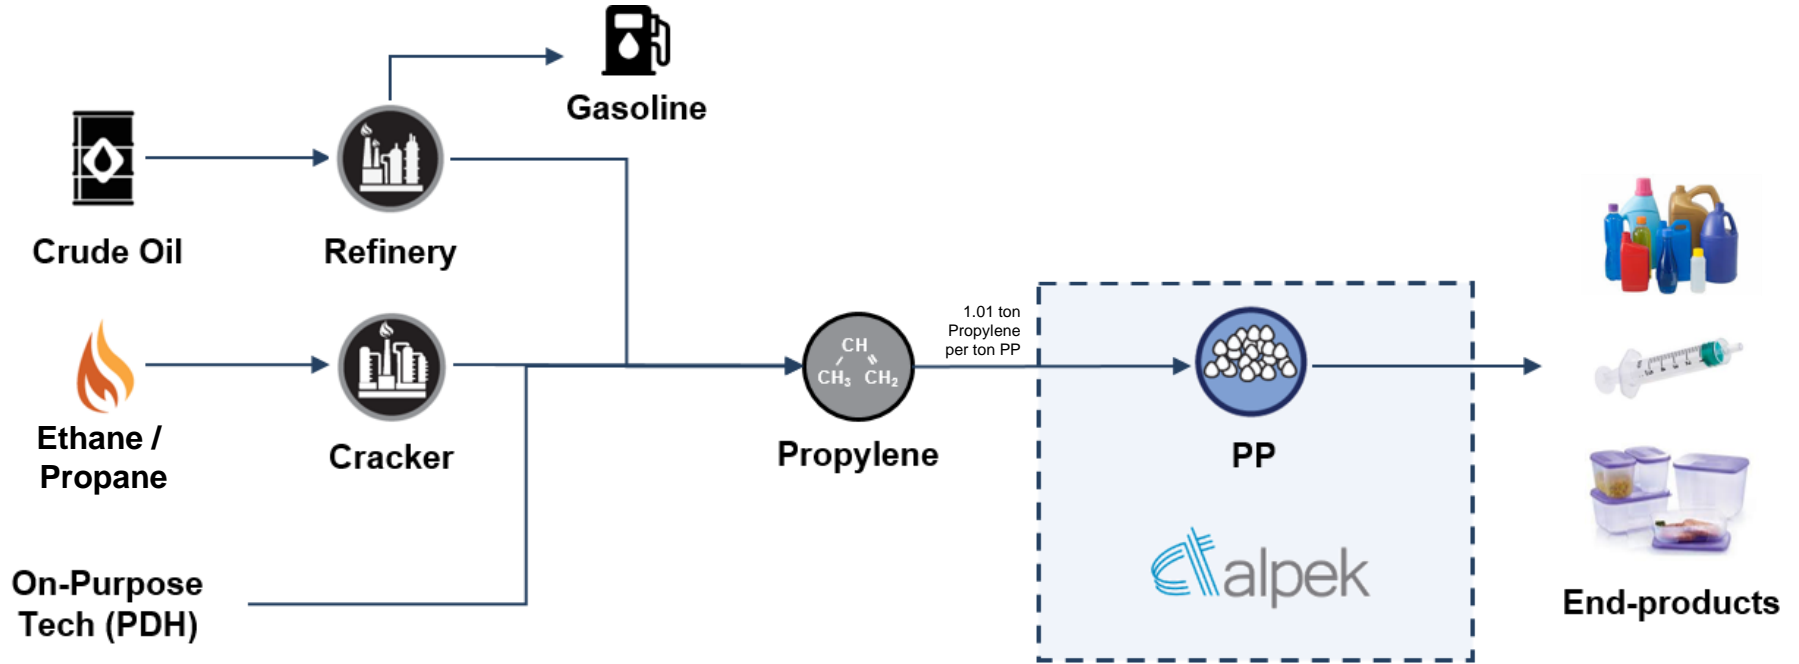 Gasoline
Crude Oil
Refinery
Ethane /
Propane
Cracker
On-Purpose
Tech (PDH)
CH
CH₃ CH₂
Propylene
1.01 ton
Propylene
per ton PP
PP
alpek
End-products